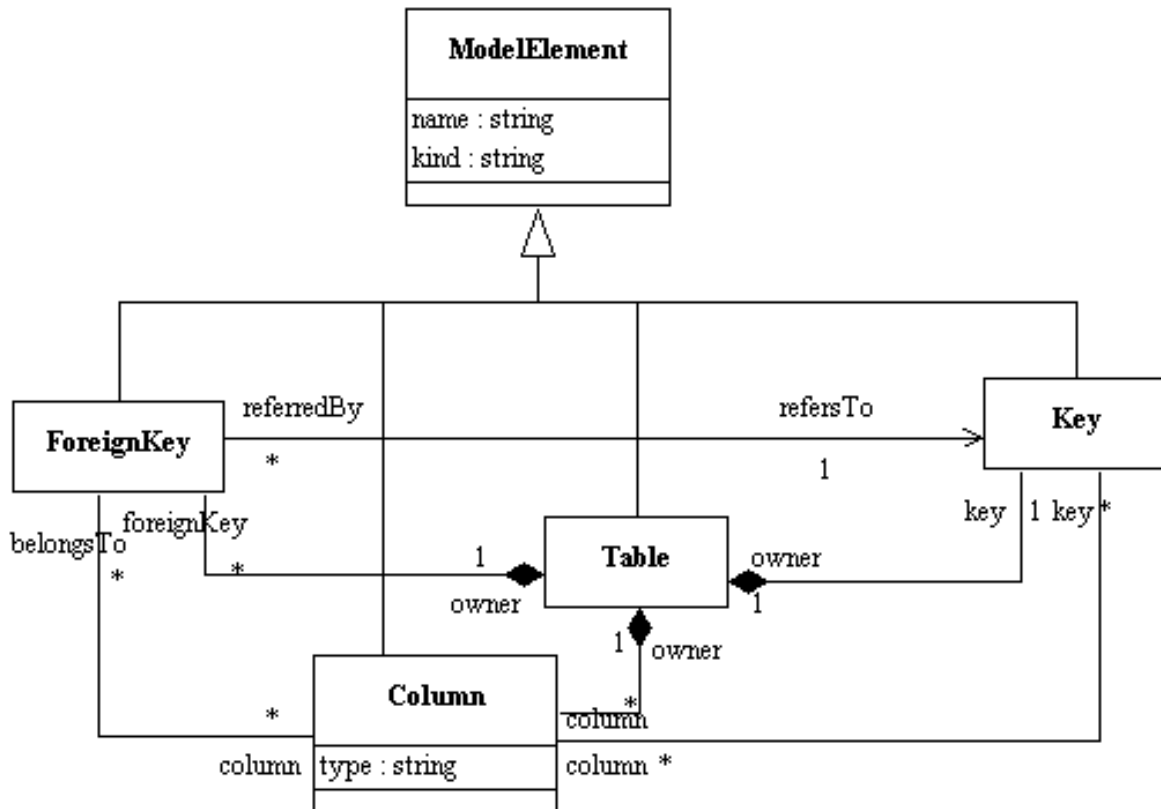 ModelElement
name : string
kind : string
referredBy
refersTo
ForeignKey
Key
*
1
foreignKey
key 1 key *
belongsTo
*
*
1
owner
Table
owner
1
1
owner
*
column
Column
*
column
type : string
column *